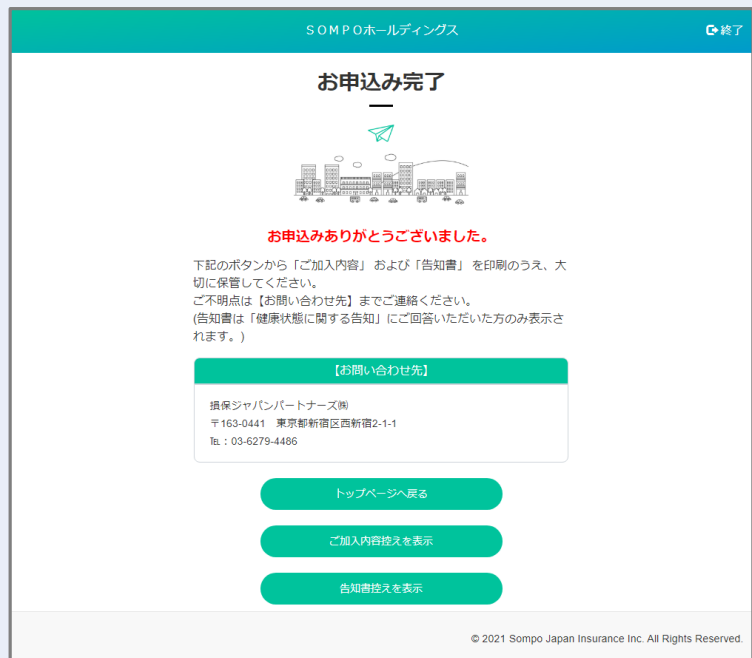 ＳＯＭＰＯホールディングス
終了
お申込み完了
お申込みありがとうございました。
下記のボタンから「ご加入内容」 および「告知書」 を印刷のうえ、大
切に保管してください。
ご不明点は【お問い合わせ先】までご連絡ください。
(告知書は「健康状態に関する告知」にご回答いただいた方のみ表示さ
れます。)
【お問い合わせ先】
損保ジャパンパートナーズ㈱
〒163-0441　東京都新宿区西新宿2-1-1
℡：03-6279-4486
トップページへ戻る
ご加入内容控えを表示
告知書控えを表示
© 2021 Sompo Japan Insurance Inc. All Rights Reserved.